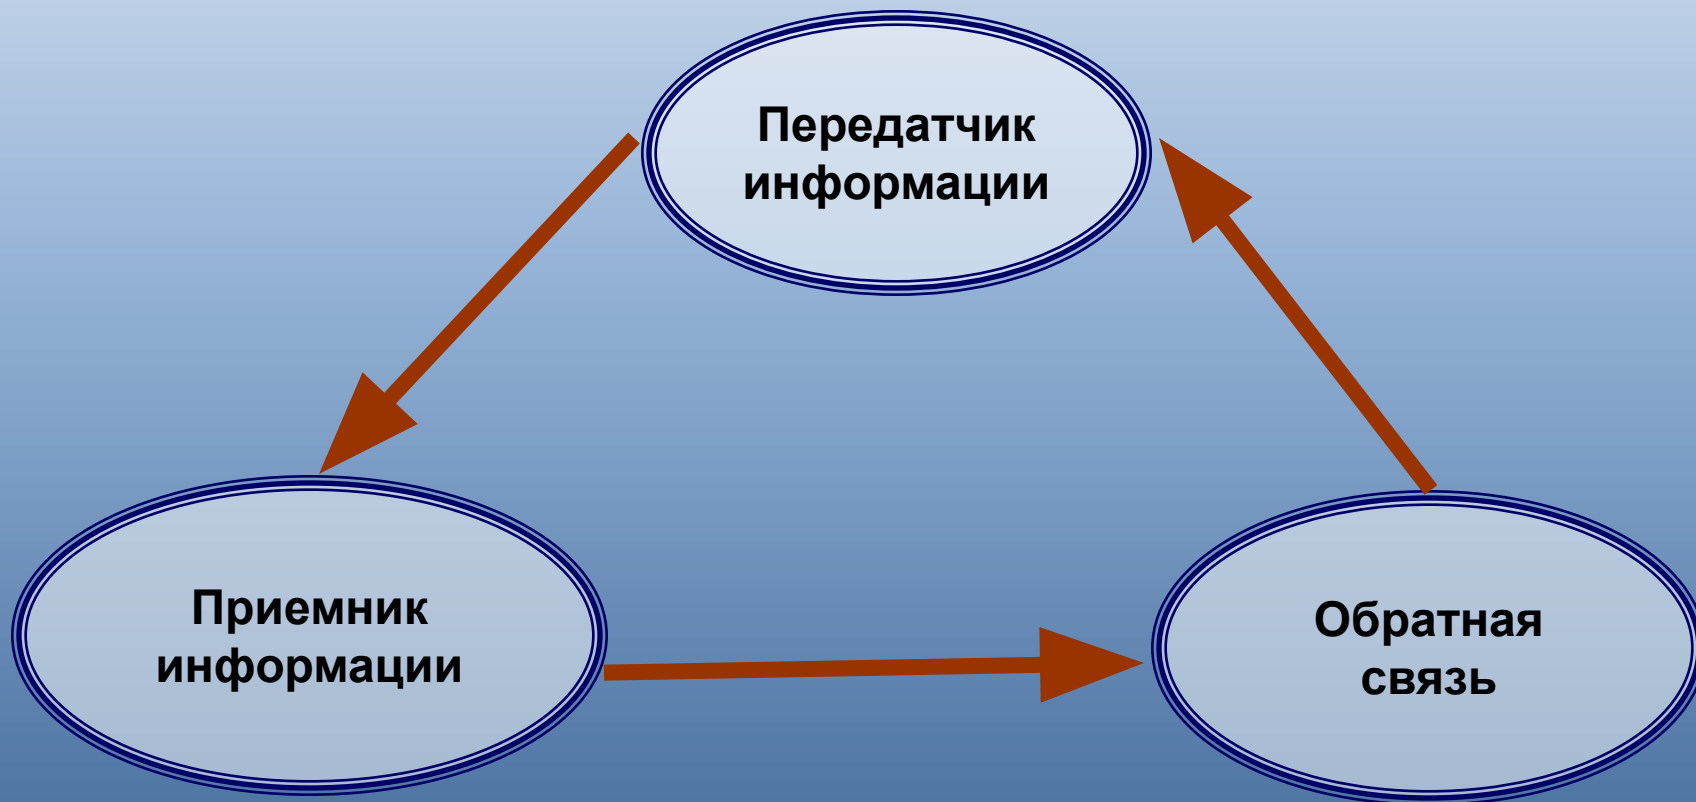 Передатчик
информации
Приемник
информации
Обратная
связь